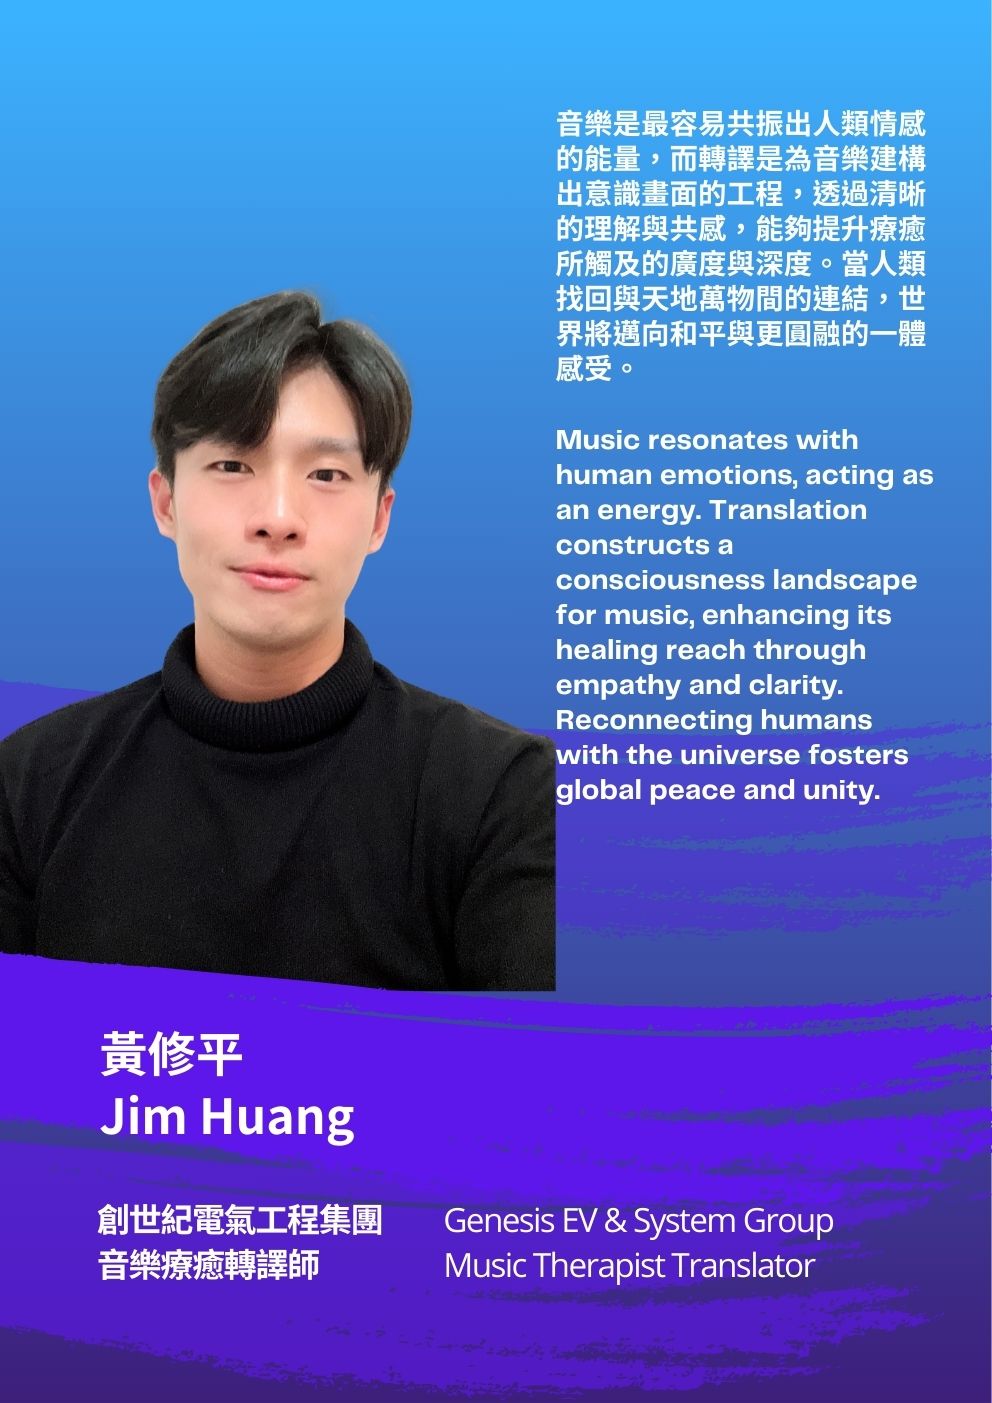 音樂是最容易共振出人類情感
的能量，而轉譯是為音樂建構
出意識畫面的工程，透過清晰
的理解與共感，能夠提升療癒
所觸及的廣度與深度。當人類
找回與天地萬物間的連結，世
界將邁向和平與更圓融的一體
感受。
Music resonates with
human emotions, acting as
an energy. Translation
constructs a
consciousness landscape
for music, enhancing its
healing reach through
empathy and clarity.
Reconnecting humans
with the universe fosters
global peace and unity.
黃修平
Jim Huang
創世紀電氣工程集團
音樂療癒轉譯師
Genesis EV & System Group
Music Therapist Translator